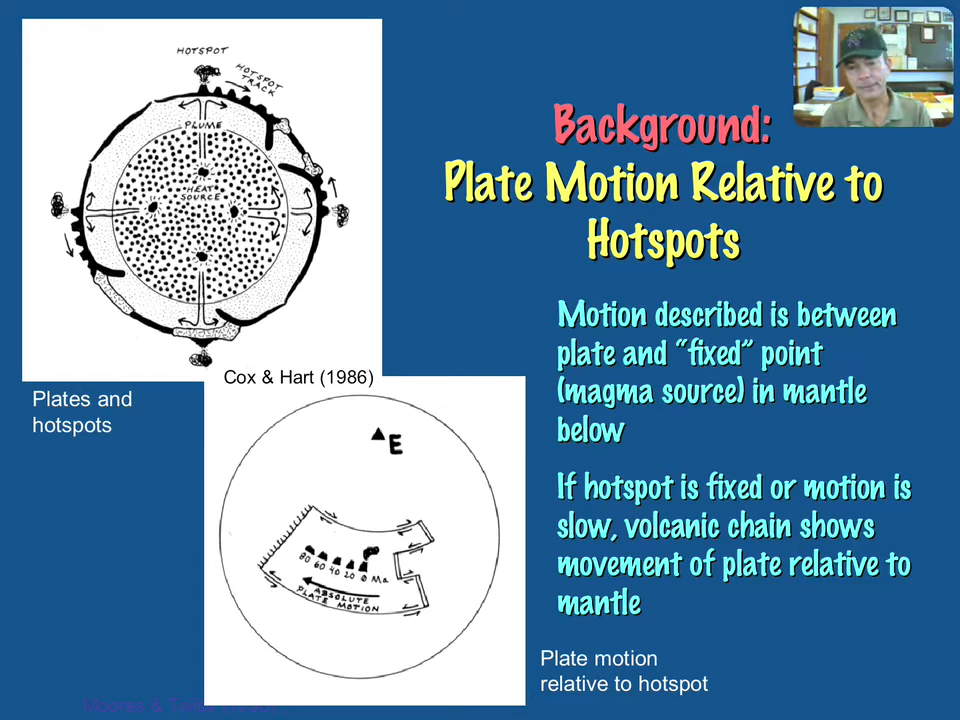 HOTSPOT
HOTSPOT
TRACK
PLUME
HEAT
SOURCE
Background:
Plate Motion Relative to
Hotspots
Motion described is between
plate and “fixed” point
(magma source) in mantle
below
Cox & Hart (1986)
Plates and
hotspots
E
80 60 40 20 0 Ma
ABSOLUTE
PLATE MOTION
If hotspot is fixed or motion is
slow, volcanic chain shows
movement of plate relative to
mantle
Plate motion
relative to hotspot